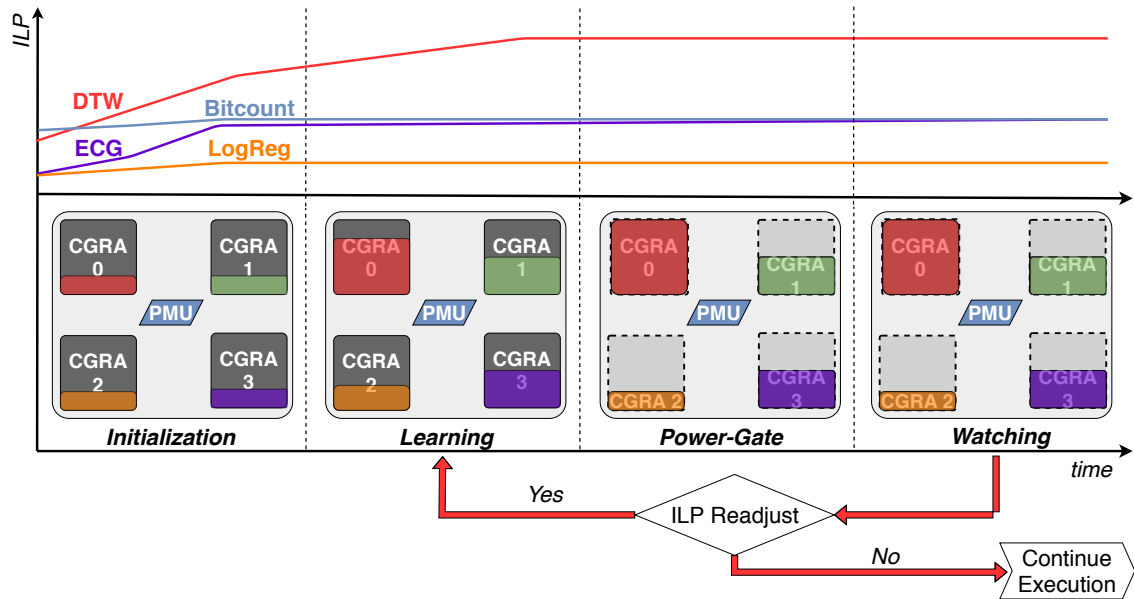 ILP
DTW
Bitcount
ECG
LogReg
CGRA
0
CGRA
1
PMU
CGRA
2
CGRA
3
Initialization
CGRA
0
CGRA
1
PMU
CGRA
2
CGRA
3
Learning
CGRA
0
CGRA
1
PMU
CGRA 2
CGRA
3
Power-Gate
CGRA
0
CGRA
1
PMU
CGRA 2
CGRA
3
Watching
time
Yes
ILP Readjust
No
Continue
Execution